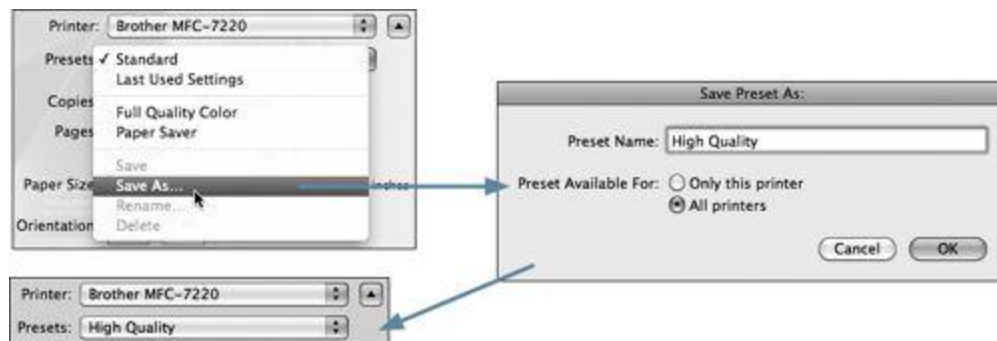 Printer: Brother MFC-7220
Presets ✓ Standard
Last Used Settings
Copies
Full Quality Color
Pages
Paper Saver
Save
Paper Size
Save As...
inches
Rename...
Orientation
Delete
Save Preset As:
Preset Name: High Quality
Preset Available For: Only this printer
All printers
Cancel OK
Printer: Brother MFC-7220
Presets: High Quality